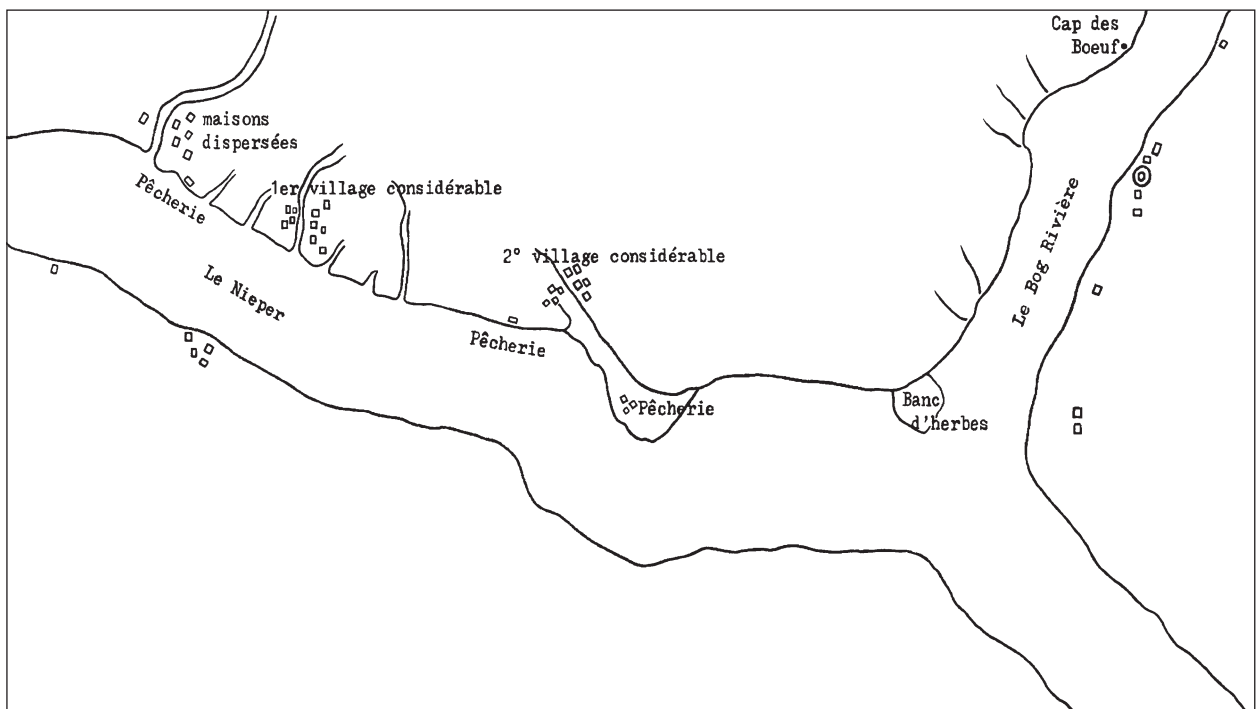 Cap des
Boeuf
maisons
dispersées
Pêcherie
1er village considérable
Le Nieper
2° village considérable
Pêcherie
Pêcherie
Banc
d'herbes
Le Bog Rivière